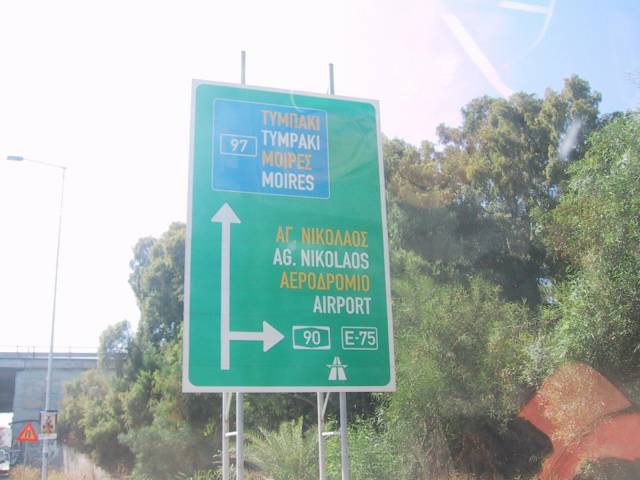 97
ΤΥΜΠΑΚΙ
TYMPAKI
ΜΟΙΡΕΣ
MOIRES
ΑΓ. ΝΙΚΟΛΑΟΣ
AG. NIKOLAOS
ΑΕΡΟΔΡΟΜΙΟ
AIRPORT
90 E-75